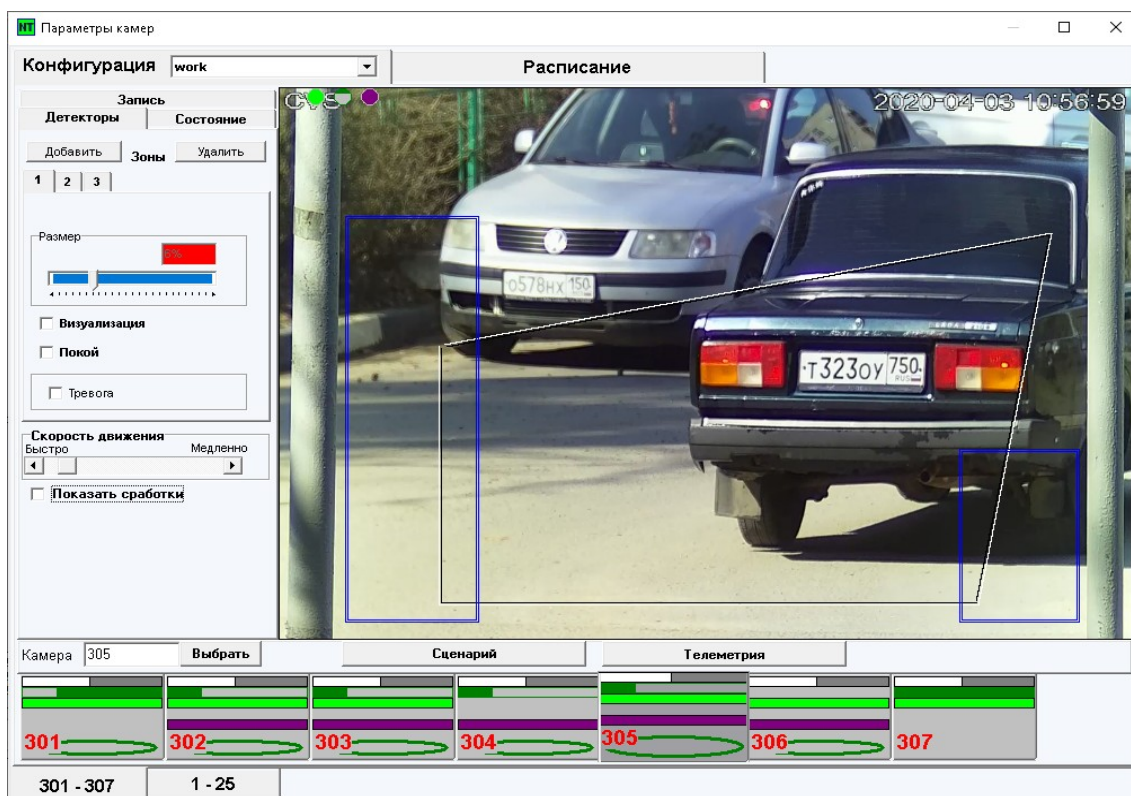 NT Параметры камер
Конфигурация work
Расписание
Запись
Детекторы Состояние
Добавить Зоны Удалить
1 2 3
Размер
6%
Визуализация
Покой
Тревога
Скорость движения
Быстро Медленно
Показать сработки
CVS
2020-04-03 10:56:59
о578нх 150
т323оу 750
RUS
Камера 305 Выбрать Сценарий Телеметрия
301 302 303 304 305 306 307
301 - 307 1 - 25